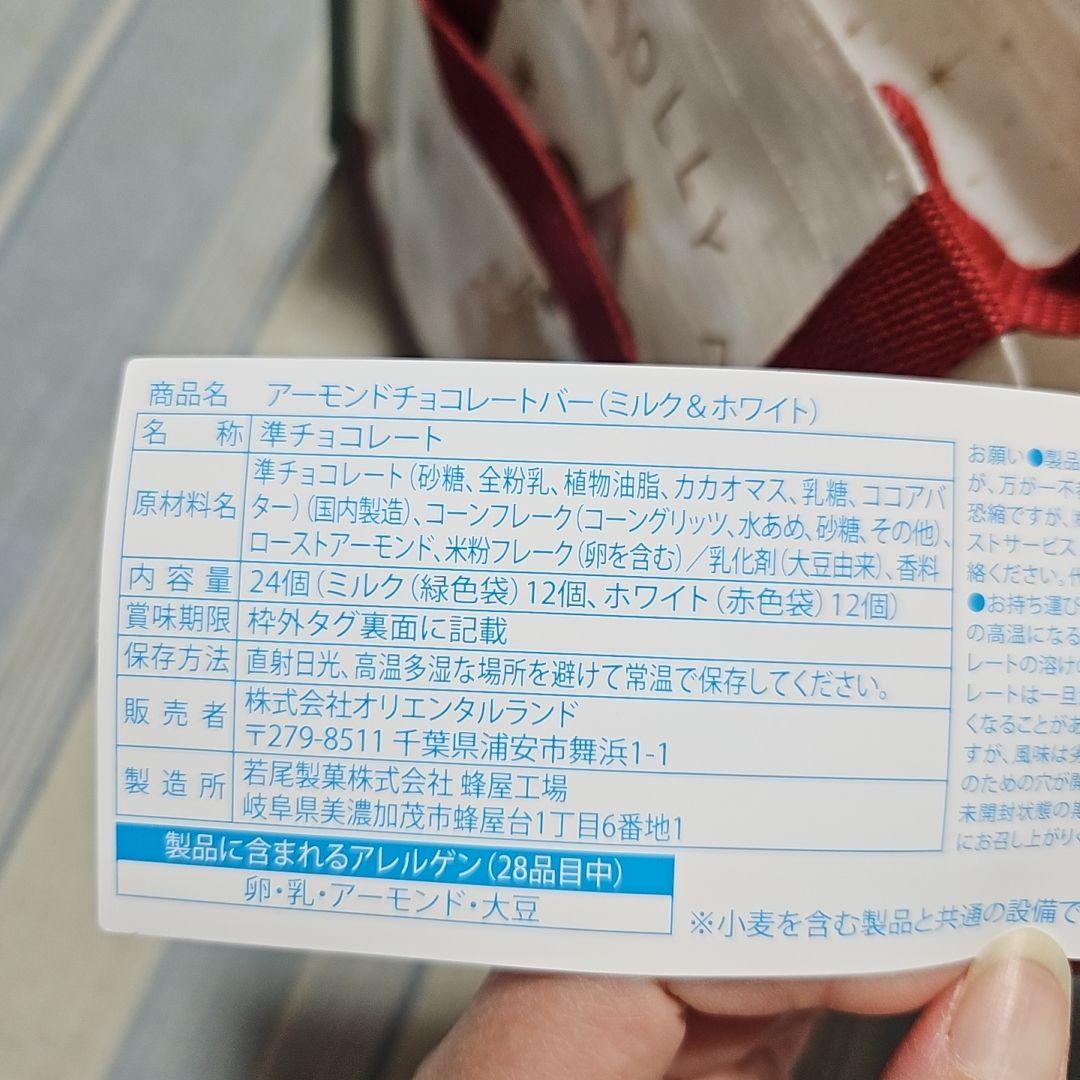 OLLY
商品名 アーモンドチョコレートバー(ミルク&ホワイト)
名称 準チョコレート
原材料名 準チョコレート(砂糖、全粉乳、植物油脂、カカオマス、乳糖、ココアバ
ター)(国内製造)、コーンフレーク(コーングリッツ、水あめ、砂糖、その他)、
ローストアーモンド、米粉フレーク(卵を含む)/乳化剤(大豆由来)、香料
内容量 24個(ミルク(緑色袋)12個、ホワイト(赤色袋)12個)
賞味期限 枠外タグ裏面に記載
保存方法 直射日光、高温多湿な場所を避けて常温で保存してください。
販売者 株式会社オリエンタルランド
〒279-8511 千葉県浦安市舞浜1-1
製造所 若尾製菓株式会社 蜂屋工場
岐阜県美濃加茂市蜂屋台1丁目6番地1
製品に含まれるアレルゲン(28品目中)
卵・乳・アーモンド・大豆
※小麦を含む製品と共通の設備で
お願い●製品
が、万が一不
恐縮ですが、
ストサービス
絡ください。
●お持ち運び
の高温になる
レートの溶け
レートは一旦
くなることがあ
すが、風味は
のための穴が
未開封状態の
にお召し上がり